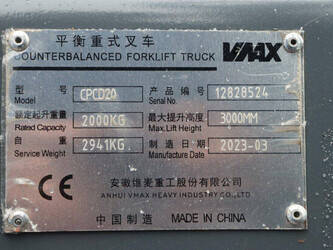 平衡重式叉车
COUNTERBALANCED FORKLIFT TRUCK VMAX
型号 Model CPCD20 产品编号 Serial No. 12828524
额定起升重量 Rated Capacity 2000KG 最大提升高度 Max.Lift Height 3000MM
自重 Service Weight 2941KG 制造日期 Manufacture Date 2023-03
CE 安徽维麦重工股份有限公司
ANHUI VMAX HEAVY INDUSTRY CO.,LTD
中国制造 MADE IN CHINA